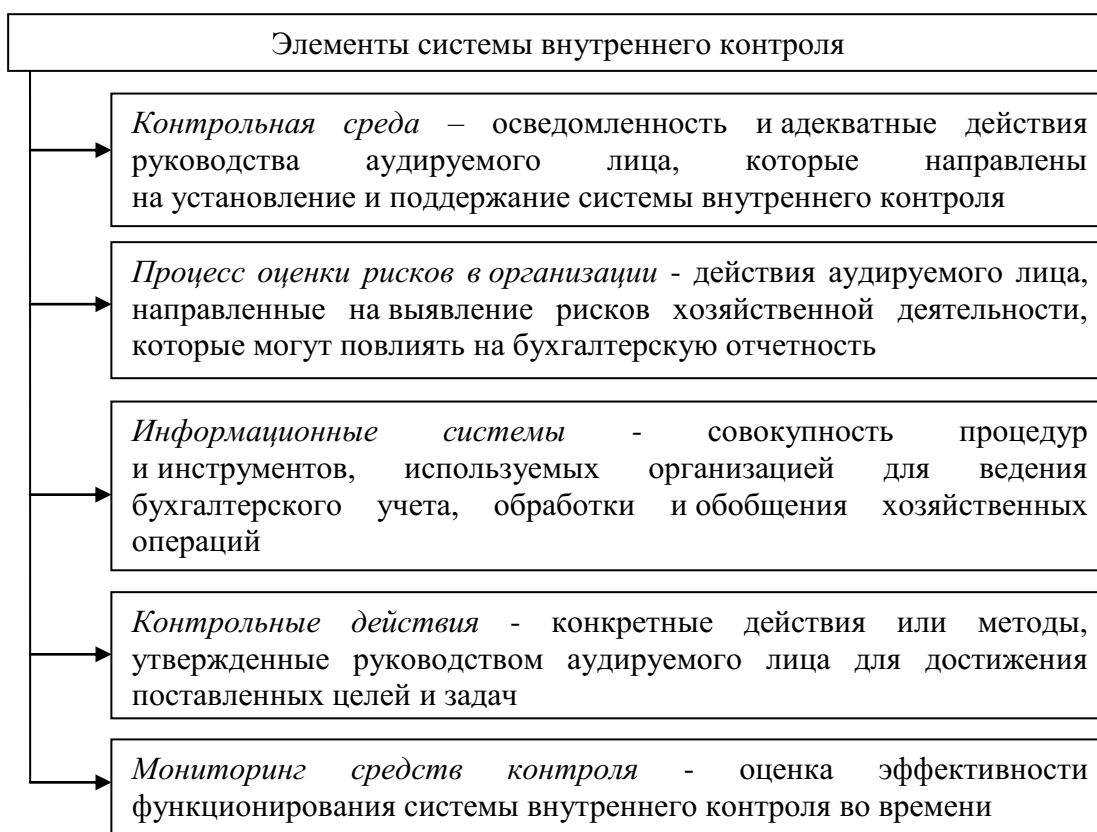 Элементы системы внутреннего контроля
Контрольная среда – осведомленность и адекватные действия
руководства аудируемого лица, которые направлены
на установление и поддержание системы внутреннего контроля
Процесс оценки рисков в организации - действия аудируемого лица,
направленные на выявление рисков хозяйственной деятельности,
которые могут повлиять на бухгалтерскую отчетность
Информационные системы - совокупность процедур
и инструментов, используемых организацией для ведения
бухгалтерского учета, обработки и обобщения хозяйственных
операций
Контрольные действия - конкретные действия или методы,
утвержденные руководством аудируемого лица для достижения
поставленных целей и задач
Мониторинг средств контроля - оценка эффективности
функционирования системы внутреннего контроля во времени